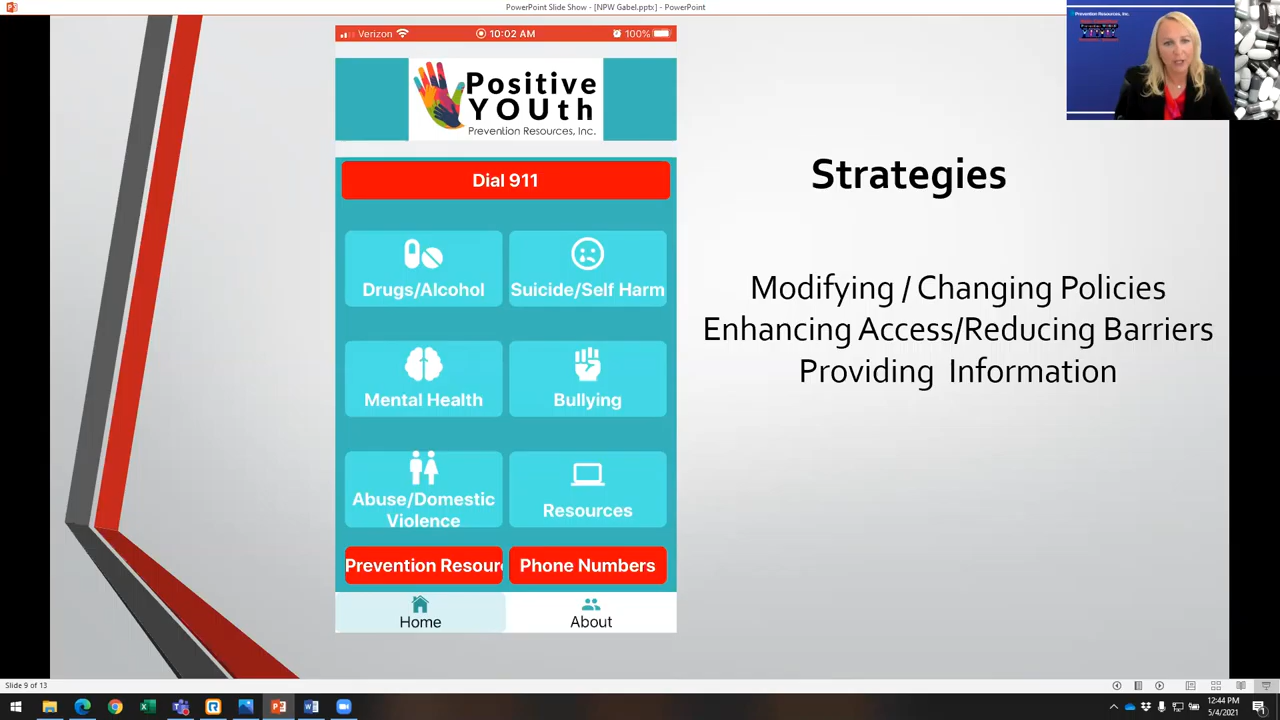 PowerPoint Slide Show - [NPW Gabel.pptx] - PowerPoint
Verizon 10:02 AM 100%
Positive
YOUth
Prevention Resources, Inc.
Dial 911
Drugs/Alcohol
Suicide/Self Harm
Mental Health
Bullying
Abuse/Domestic
Violence
Resources
Prevention Resour
Phone Numbers
Home
About
Prevention Resources, Inc.
Strategies
Modifying / Changing Policies
Enhancing Access/Reducing Barriers
Providing Information
Slide 9 of 13
12:44 PM
5/4/2021